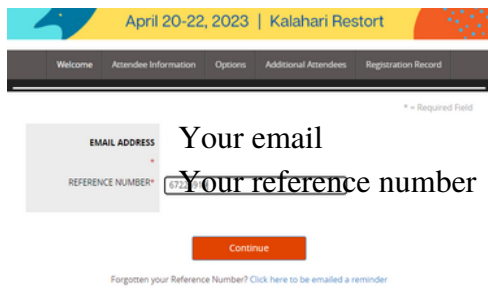 April 20-22, 2023 | Kalahari Restort
Welcome Attendee Information Options Additional Attendees Registration Record
* = Required Field
EMAIL ADDRESS Your email
*
REFERENCE NUMBER* Your reference number
Continue
Forgotten your Reference Number? Click here to be emailed a reminder